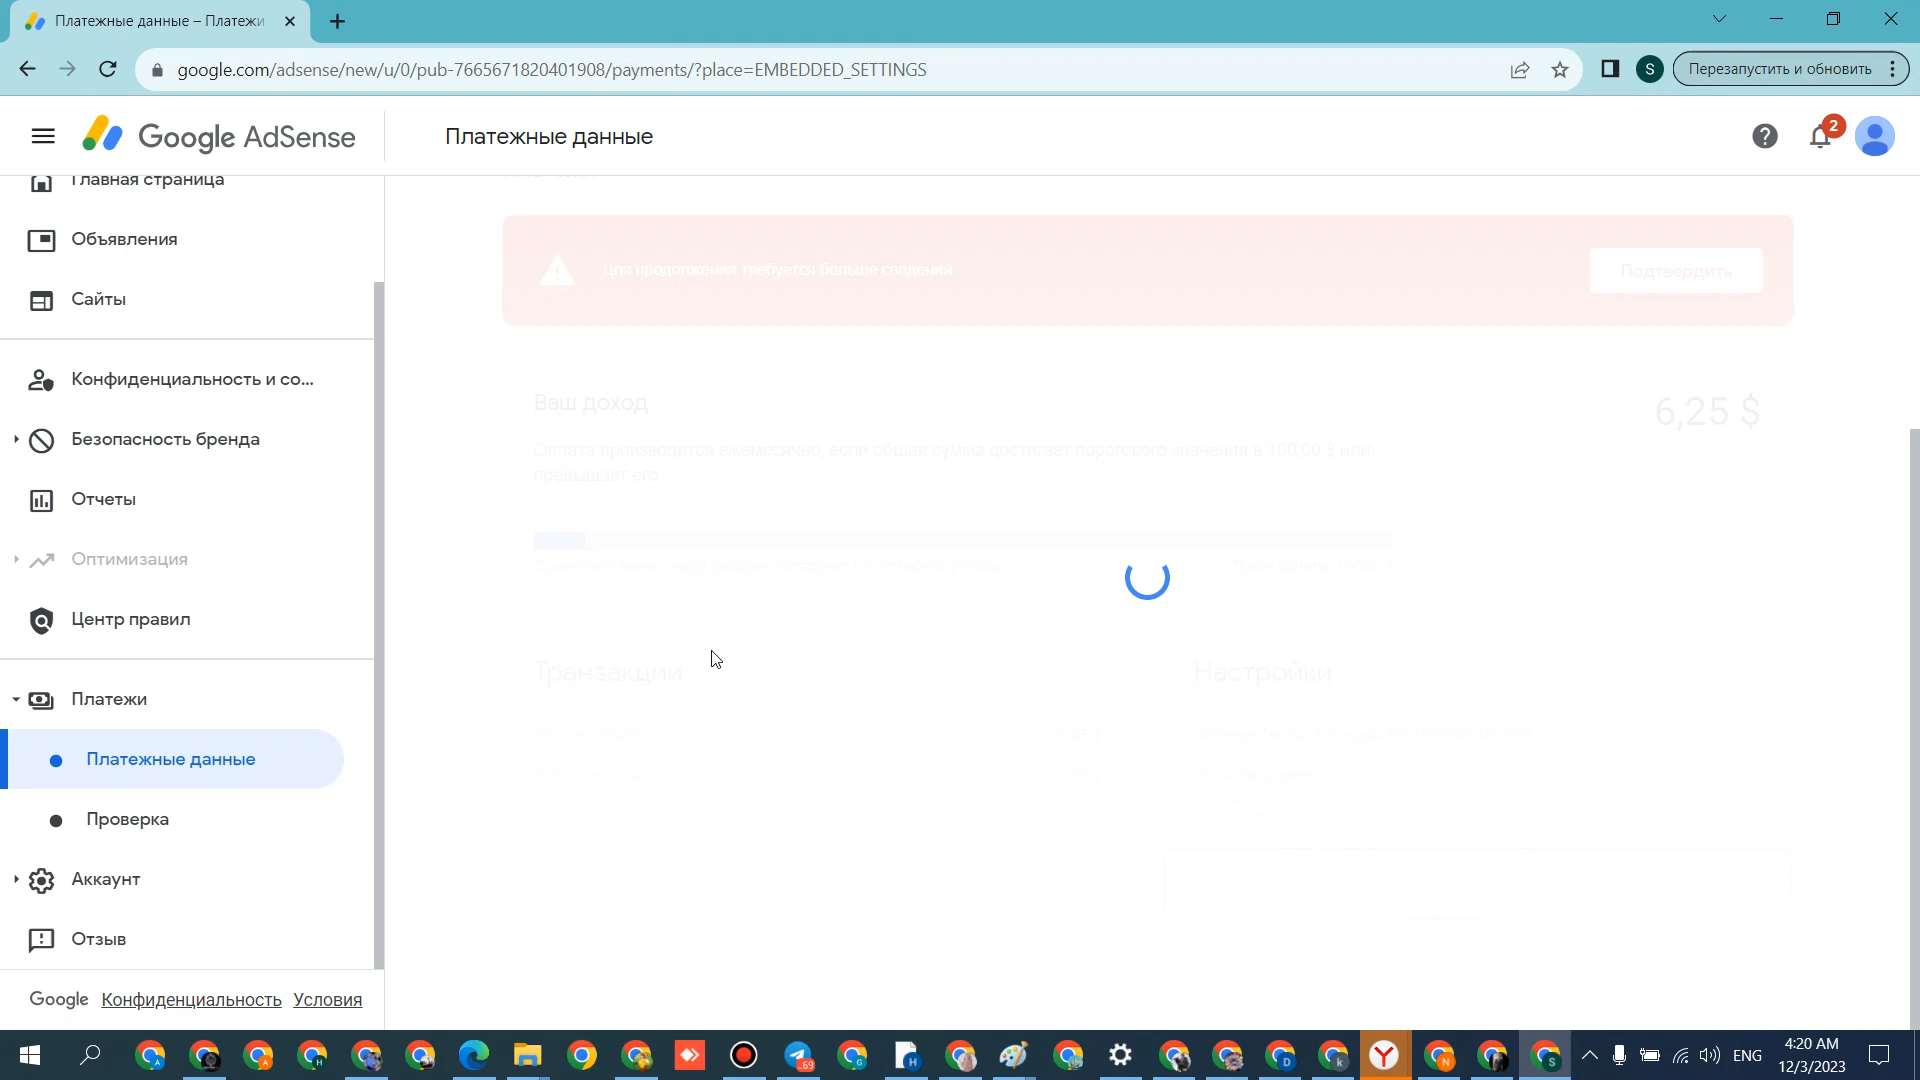 Платежные данные – Платежи
google.com/adsense/new/u/0/pub-7665671820401908/payments/?place=EMBEDDED_SETTINGS
S
Перезапустить и обновить
Google AdSense
Платежные данные
2
Главная страница
Объявления
Сайты
Конфиденциальность и со...
Безопасность бренда
Отчеты
Оптимизация
Центр правил
Платежи
Платежные данные
Проверка
Аккаунт
Отзыв
Google Конфиденциальность Условия
Для продолжения требуется больше сведений.
Подтвердить
Ваш доход
6,25 $
Оплата производится ежемесячно, если общая сумма достигает порогового значения в 100,00 $ или
превышает его.
Транзакции
Настройки
ENG
4:20 AM
12/3/2023